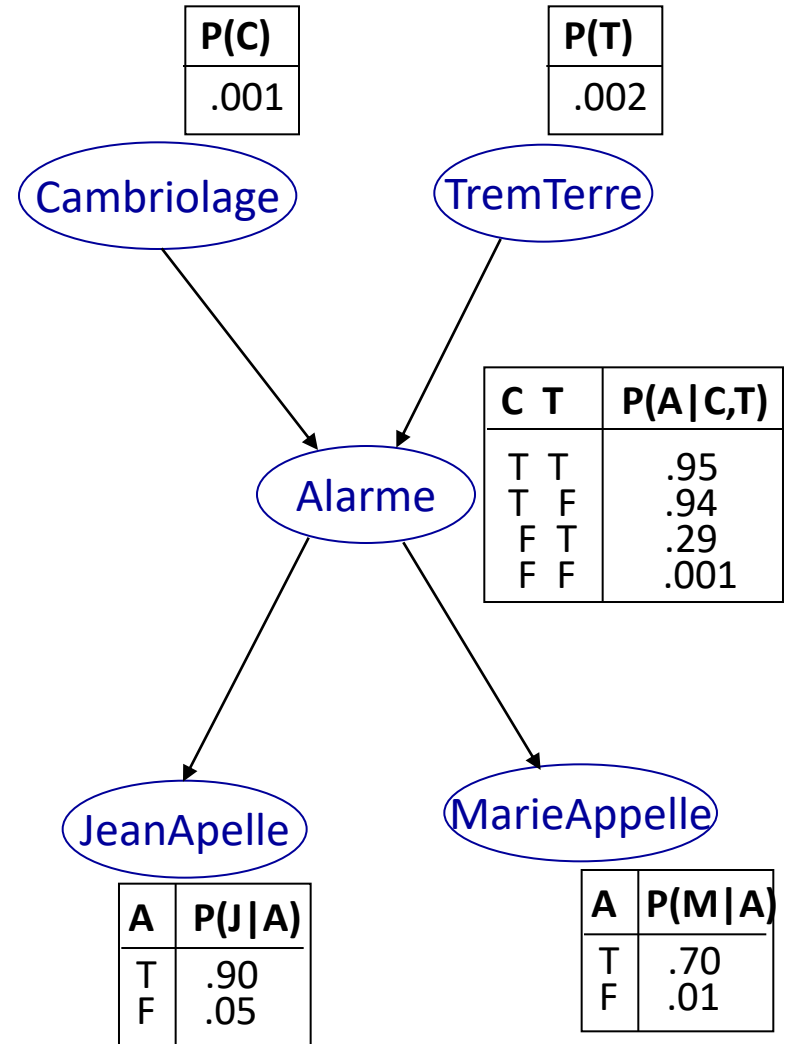 P(C)
.001
P(T)
.002
Cambriolage
TremTerre
C T P(A|C,T)
T T .95
T F .94
F T .29
F F .001
Alarme
JeanApelle
MarieAppelle
A P(J|A)
T .90
F .05
A P(M|A)
T .70
F .01